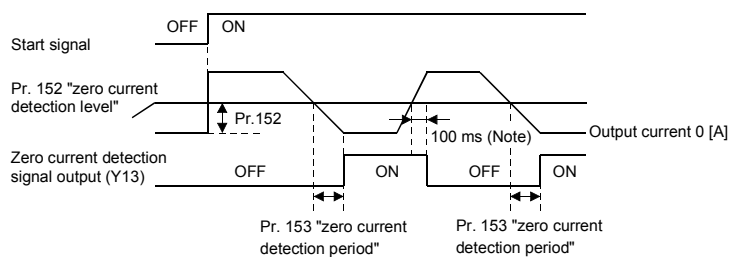 OFF ON
Start signal
Pr. 152 "zero current
detection level"
Pr.152
100 ms (Note)
Output current 0 [A]
Zero current detection
signal output (Y13)
OFF ON OFF ON
Pr. 153 "zero current
detection period"
Pr. 153 "zero current
detection period"